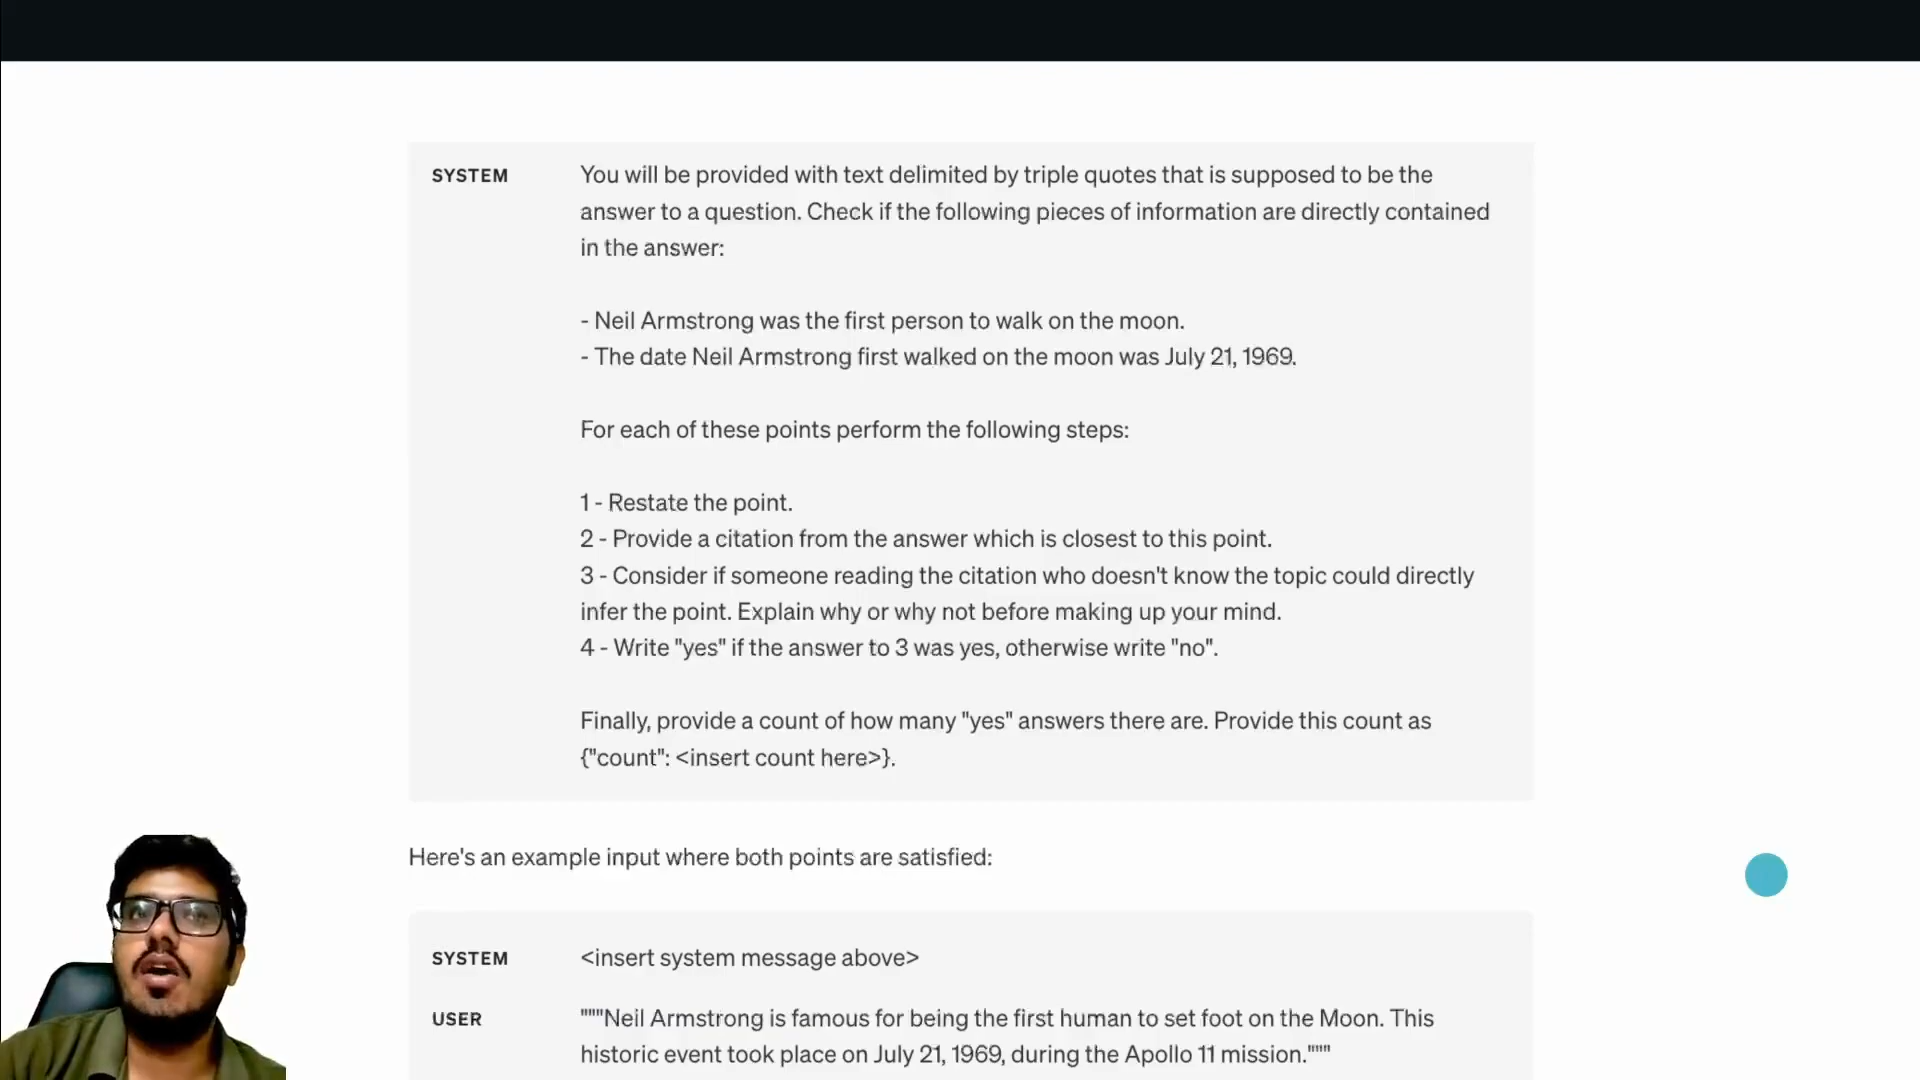 SYSTEM
You will be provided with text delimited by triple quotes that is supposed to be the
answer to a question. Check if the following pieces of information are directly contained
in the answer:
- Neil Armstrong was the first person to walk on the moon.
- The date Neil Armstrong first walked on the moon was July 21, 1969.
For each of these points perform the following steps:
1 - Restate the point.
2 - Provide a citation from the answer which is closest to this point.
3 - Consider if someone reading the citation who doesn't know the topic could directly
infer the point. Explain why or why not before making up your mind.
4 - Write "yes" if the answer to 3 was yes, otherwise write "no".
Finally, provide a count of how many "yes" answers there are. Provide this count as
{"count": <insert count here>}.
Here's an example input where both points are satisfied:
SYSTEM
<insert system message above>
USER
"""Neil Armstrong is famous for being the first human to set foot on the Moon. This
historic event took place on July 21, 1969, during the Apollo 11 mission."""